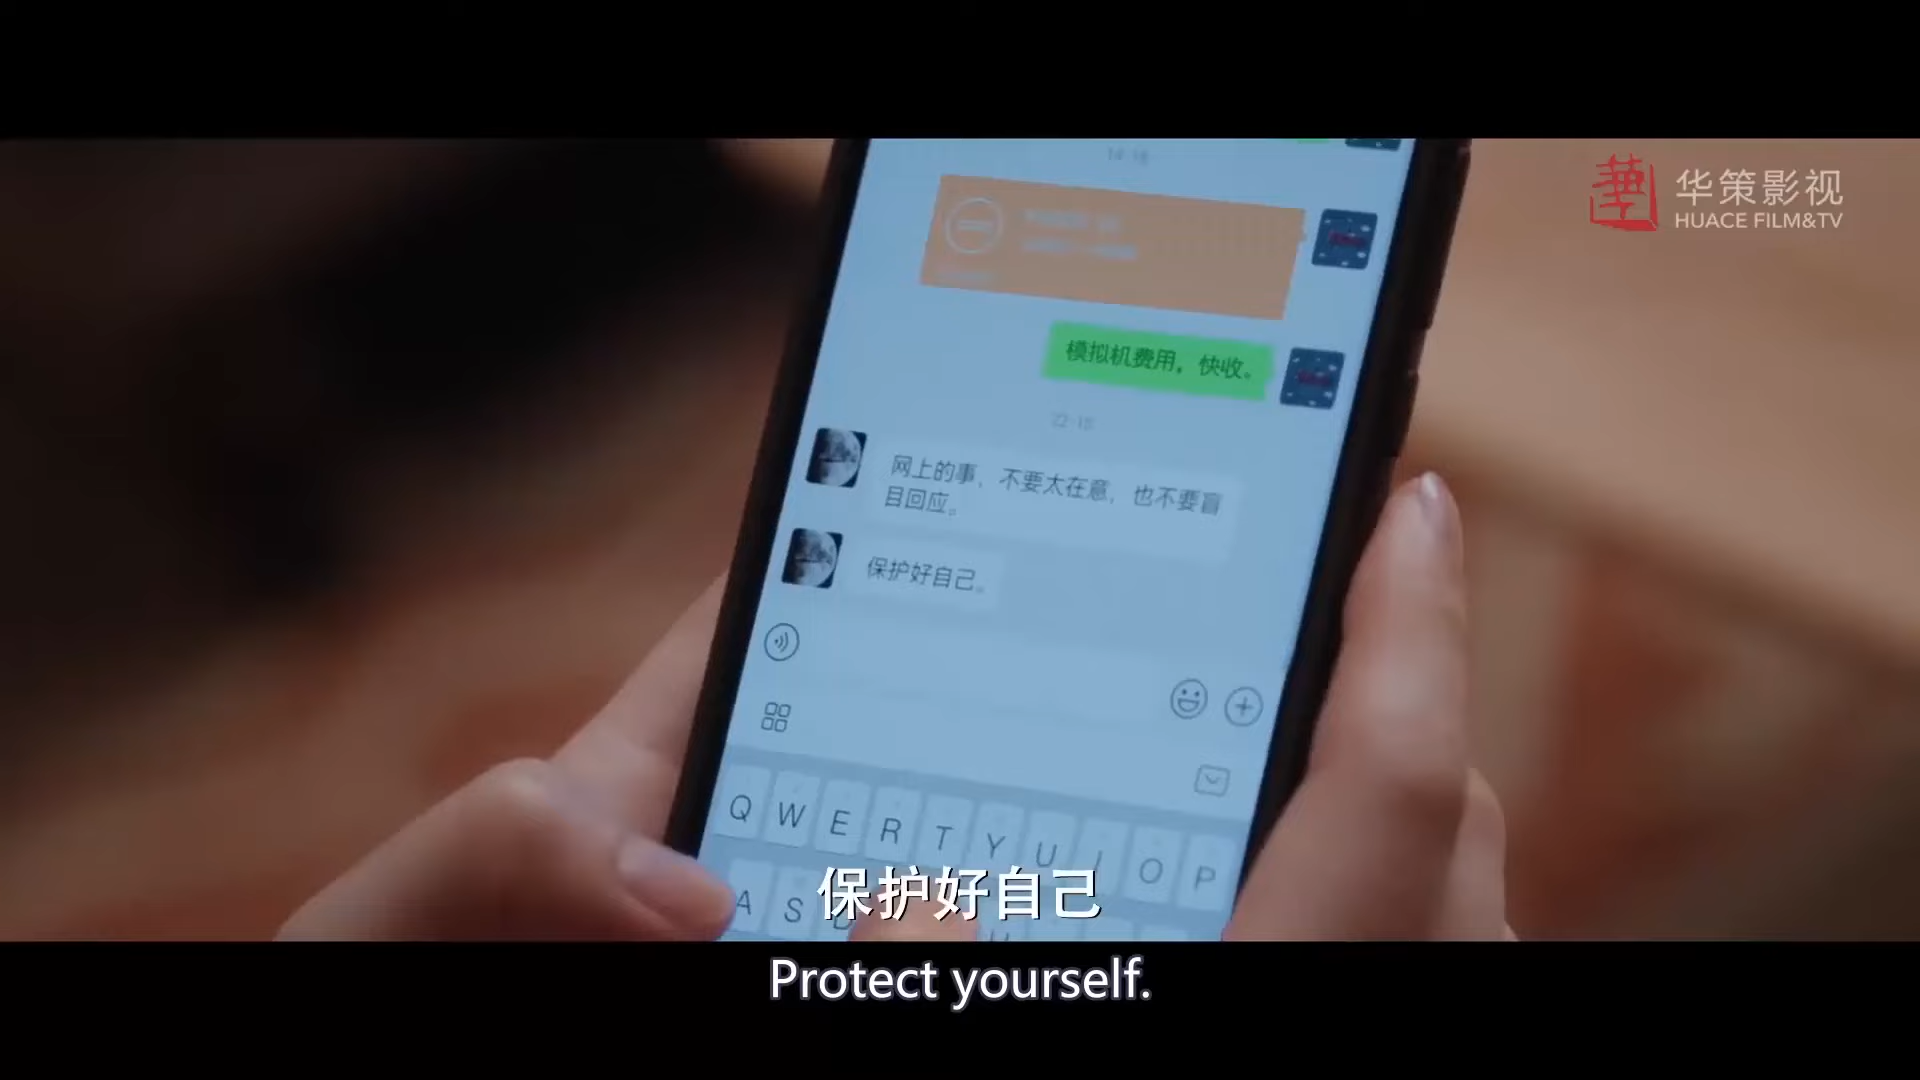 华策影视
HUACE FILM&TV
模拟机费用，快收。
网上的事，不要太在意，也不要盲
目回应。
保护好自己。
Q W E R T Y U I O P
A S D
保护好自己
Protect yourself.